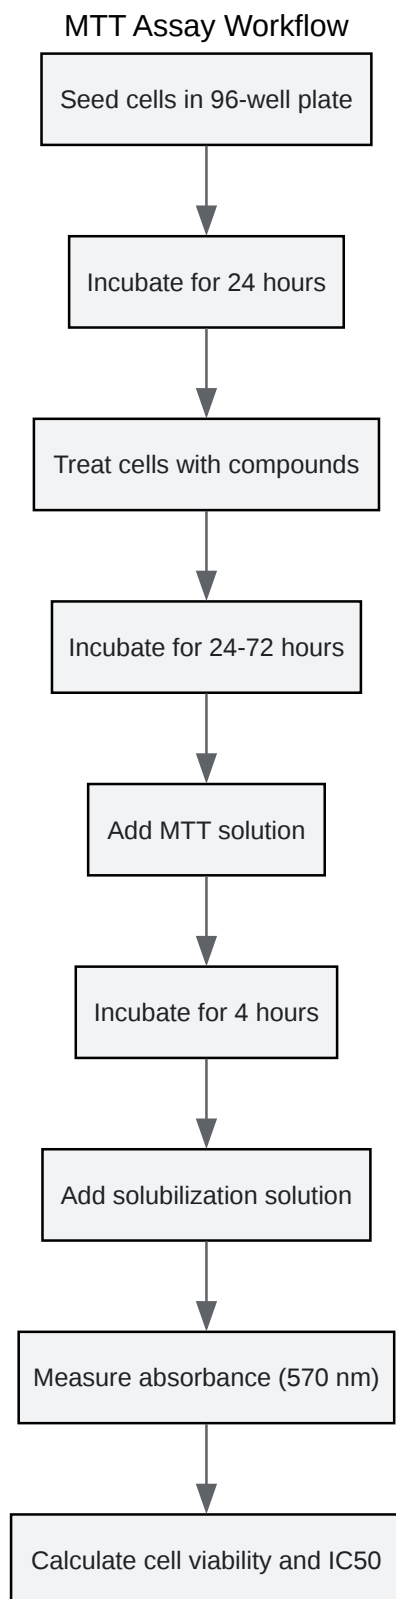 MTT Assay Workflow
Seed cells in 96-well plate
Incubate for 24 hours
Treat cells with compounds
Incubate for 24-72 hours
Add MTT solution
Incubate for 4 hours
Add solubilization solution
Measure absorbance (570 nm)
Calculate cell viability and IC50